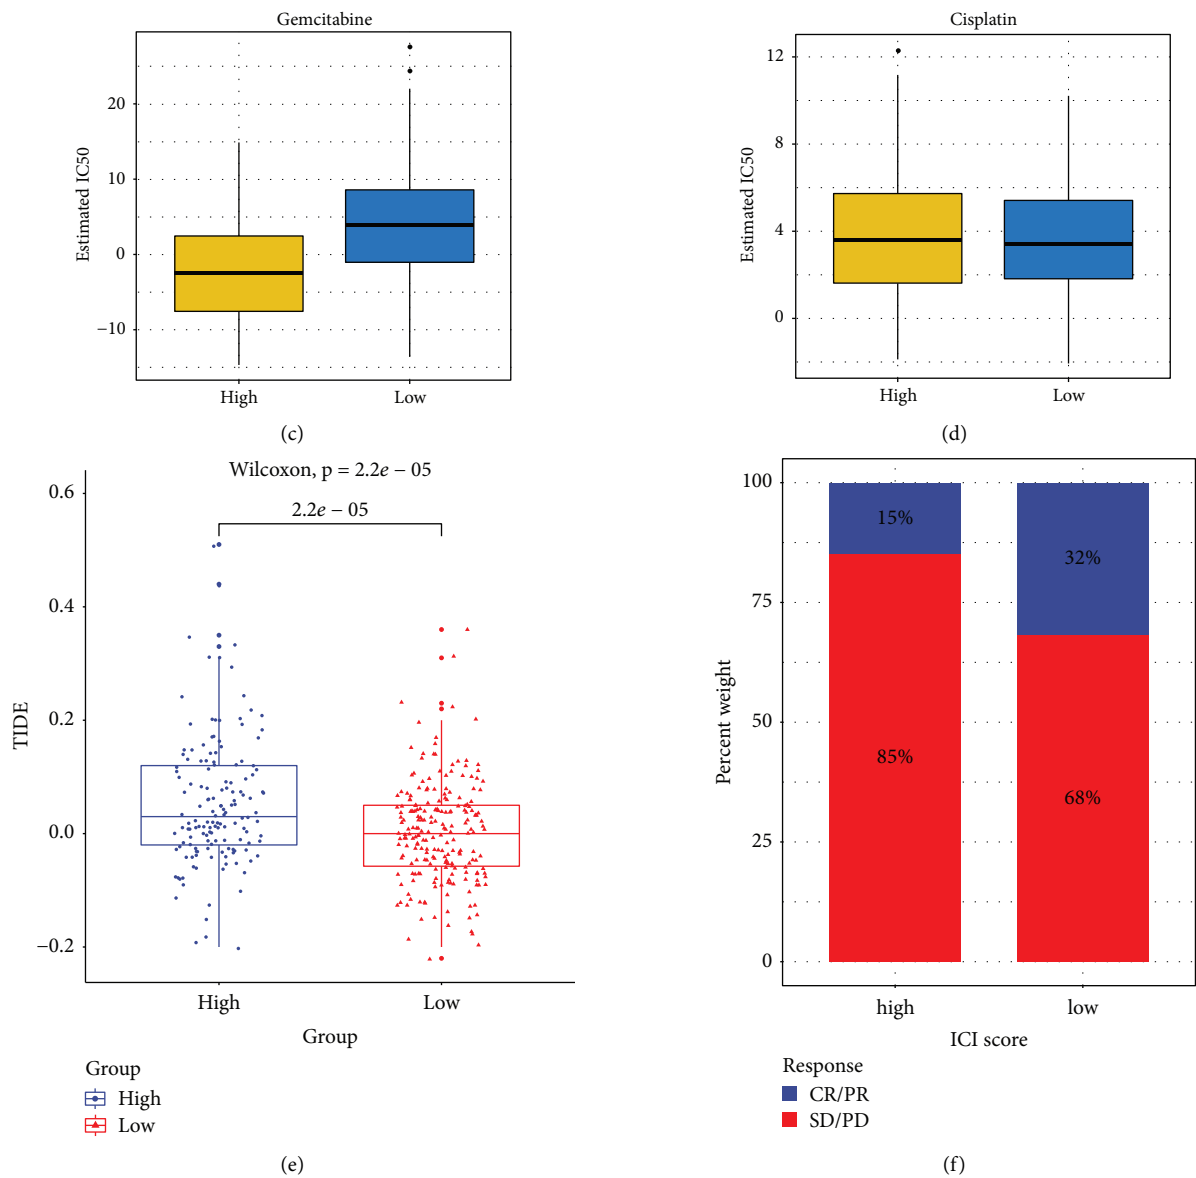 Gemcitabine
Estimated IC50
20
10
0
−10
High
Low
(c)
Cisplatin
Estimated IC50
12
8
4
0
High
Low
(d)
Wilcoxon, p = 2.2e − 05
2.2e − 05
TIDE
0.6
0.4
0.2
0.0
−0.2
High
Low
Group
Group
High
Low
(e)
Percent weight
100
75
50
25
0
15%
32%
85%
68%
high
low
ICI score
Response
CR/PR
SD/PD
(f)